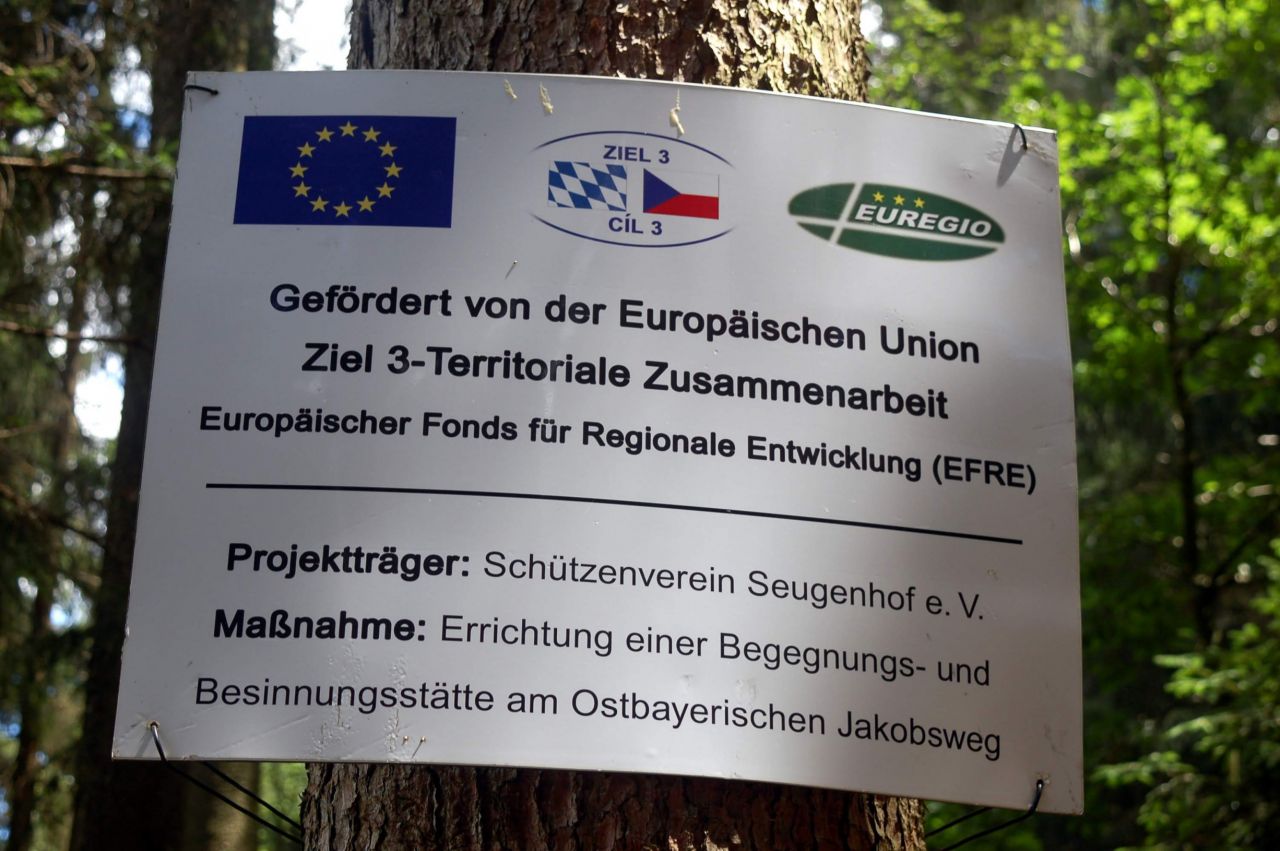 ZIEL 3
CÍL 3
EUREGIO
Gefördert von der Europäischen Union
Ziel 3-Territoriale Zusammenarbeit
Europäischer Fonds für Regionale Entwicklung (EFRE)
Projektträger: Schützenverein Seugenhof e. V.
Maßnahme: Errichtung einer Begegnungs- und
Besinnungsstätte am Ostbayerischen Jakobsweg